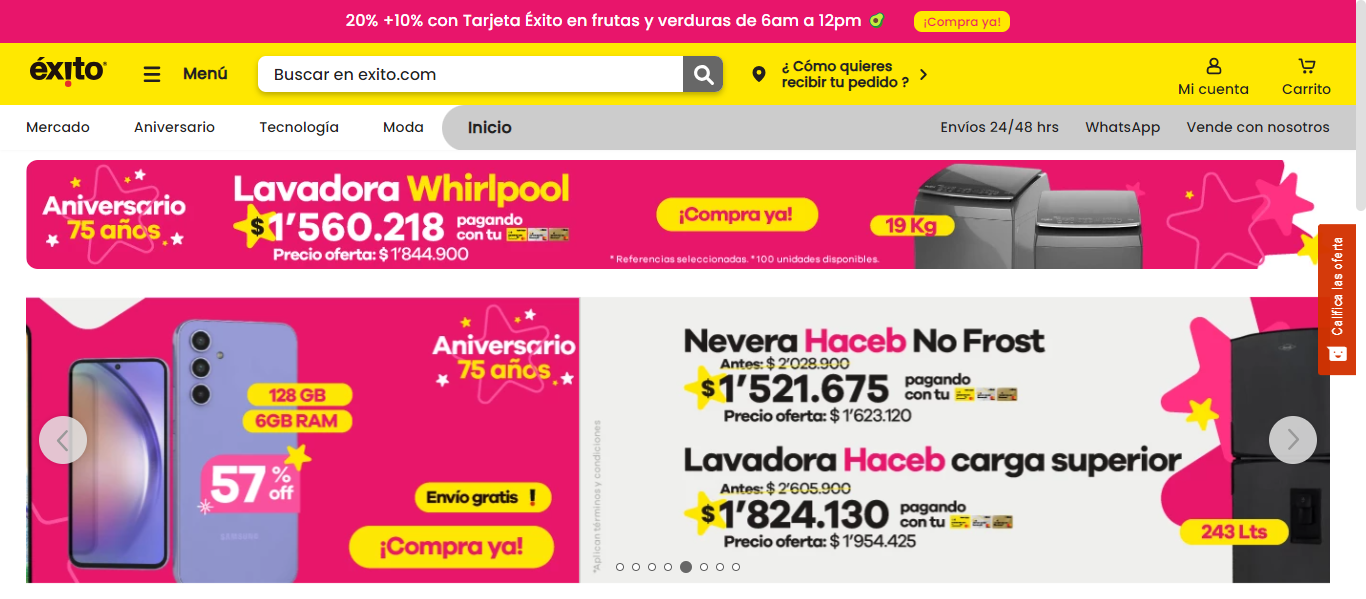 20% +10% con Tarjeta Éxito en frutas y verduras de 6am a 12pm
¡Compra ya!
éxito
Menú
Buscar en exito.com
¿ Cómo quieres
recibir tu pedido ?
Mi cuenta
Carrito
Mercado
Aniversario
Tecnología
Moda
Inicio
Envíos 24/48 hrs
WhatsApp
Vende con nosotros
Aniversario
75 años.
Lavadora Whirlpool
$1'560.218
pagando
con tu
Precio oferta: $ 1'844.900
¡Compra ya!
* Referencias seleccionadas. *100 unidades disponibles.
19 Kg
Califica las oferta
128 GB
6GB RAM
57% off
SAMSUNG
Aniversario
75 años.
Envío gratis !
¡Compra ya!
*Aplican términos y condiciones
Nevera Haceb No Frost
Antes: $ 2'028.900
$1'521.675
pagando
con tu
Precio oferta: $ 1'623.120
Lavadora Haceb carga superior
Antes: $ 2'605.900
$1'824.130
pagando
con tu
Precio oferta: $ 1'954.425
243 Lts